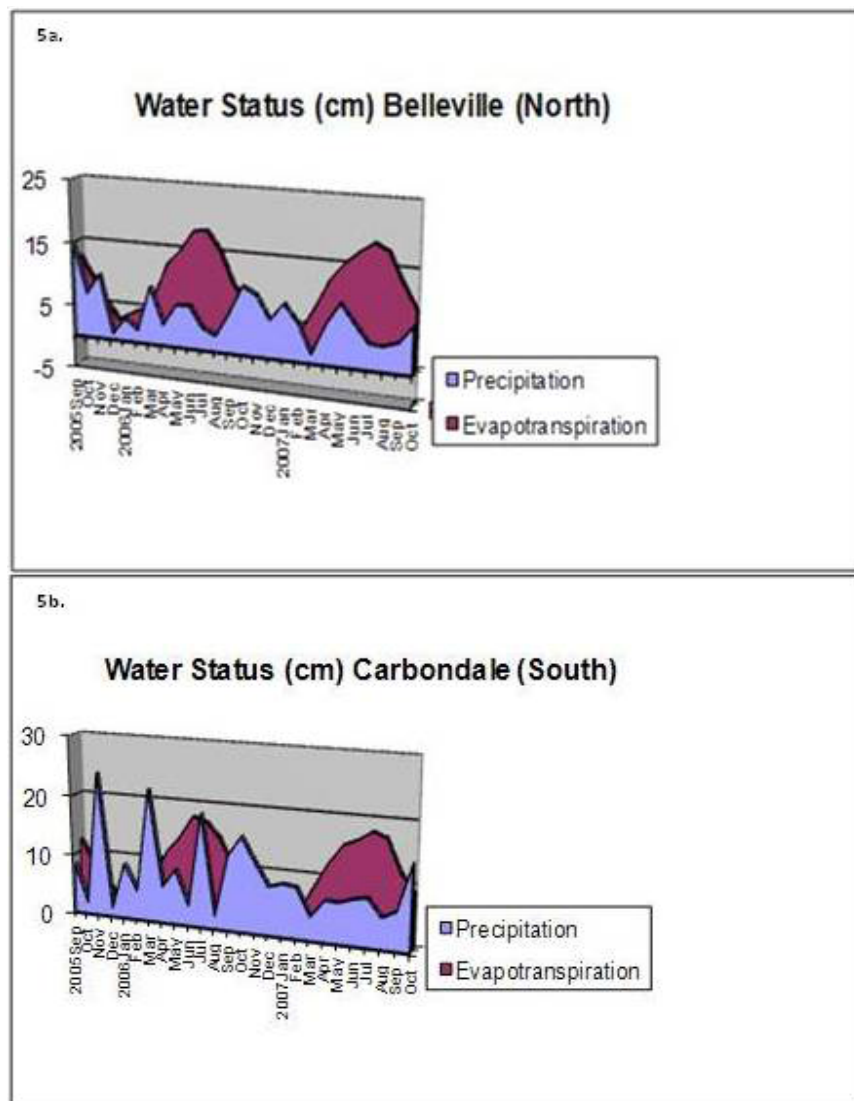 5a.
Water Status (cm) Belleville (North)
25
15
5
-5
2005 Sep
Oct
Nov
Dec
2006 Jan
Feb
Mar
Apr
May
Jun
Jul
Aug
Sep
Oct
Nov
Dec
2007 Jan
Feb
Mar
Apr
May
Jun
Jul
Aug
Sep
Oct
Precipitation
Evapotranspiration
5b.
Water Status (cm) Carbondale (South)
30
20
10
0
2005 Sep
Oct
Nov
Dec
2006 Jan
Feb
Mar
Apr
May
Jun
Jul
Aug
Sep
Oct
Nov
Dec
2007 Jan
Feb
Mar
Apr
May
Jun
Jul
Aug
Sep
Oct
Precipitation
Evapotranspiration